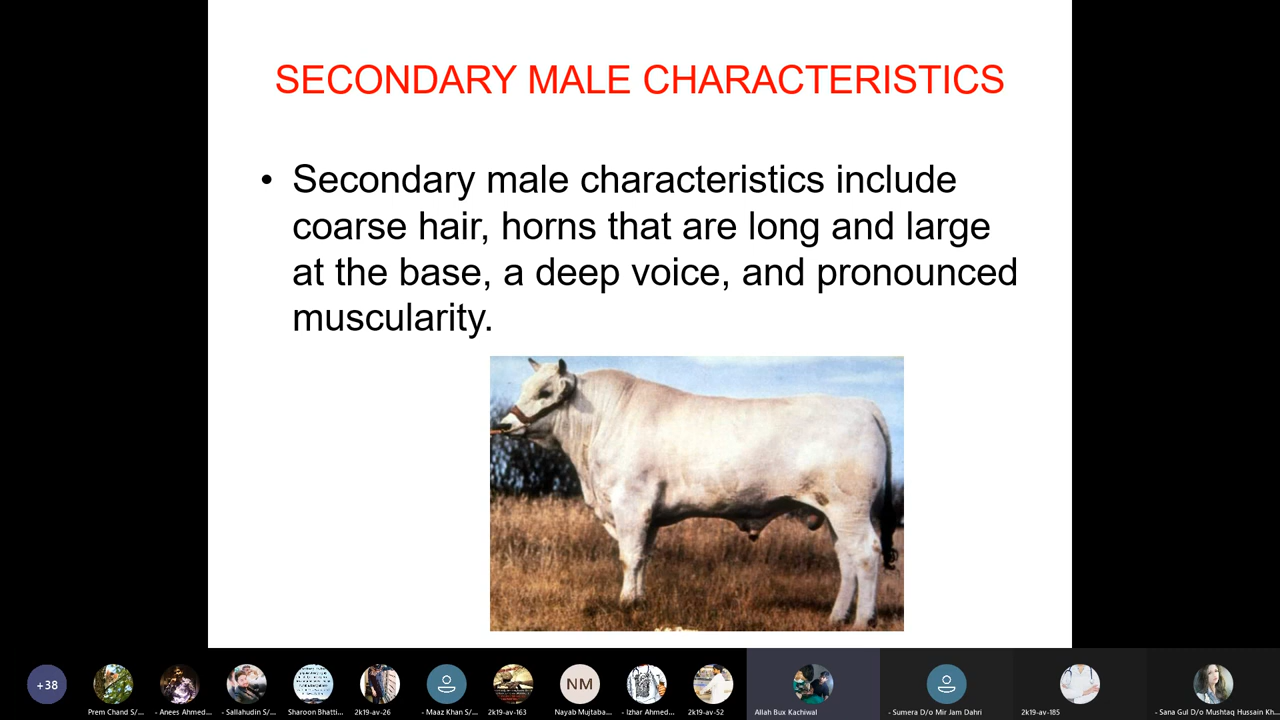 SECONDARY MALE CHARACTERISTICS
• Secondary male characteristics include
coarse hair, horns that are long and large
at the base, a deep voice, and pronounced
muscularity.
+38
NM
Prem Chand S/...
- Anees Ahmed...
- Sallahudin S/...
Sharoon Bhatti...
2k19-av-26
- Maaz Khan S/...
2k19-av-163
Nayab Mujtaba...
- Izhar Ahmed...
2k19-av-52
Allah Bux Kachiwal
- Sumera D/o Mir Jam Dahri
2k19-av-185
- Sana Gul D/o Mushtaq Hussain Kh...